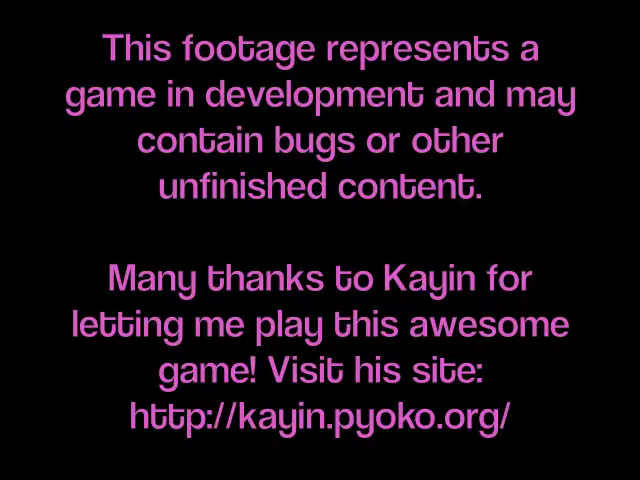 This footage represents a
game in development and may
contain bugs or other
unfinished content.
Many thanks to Kayin for
letting me play this awesome
game! Visit his site:
http://kayin.pyoko.org/